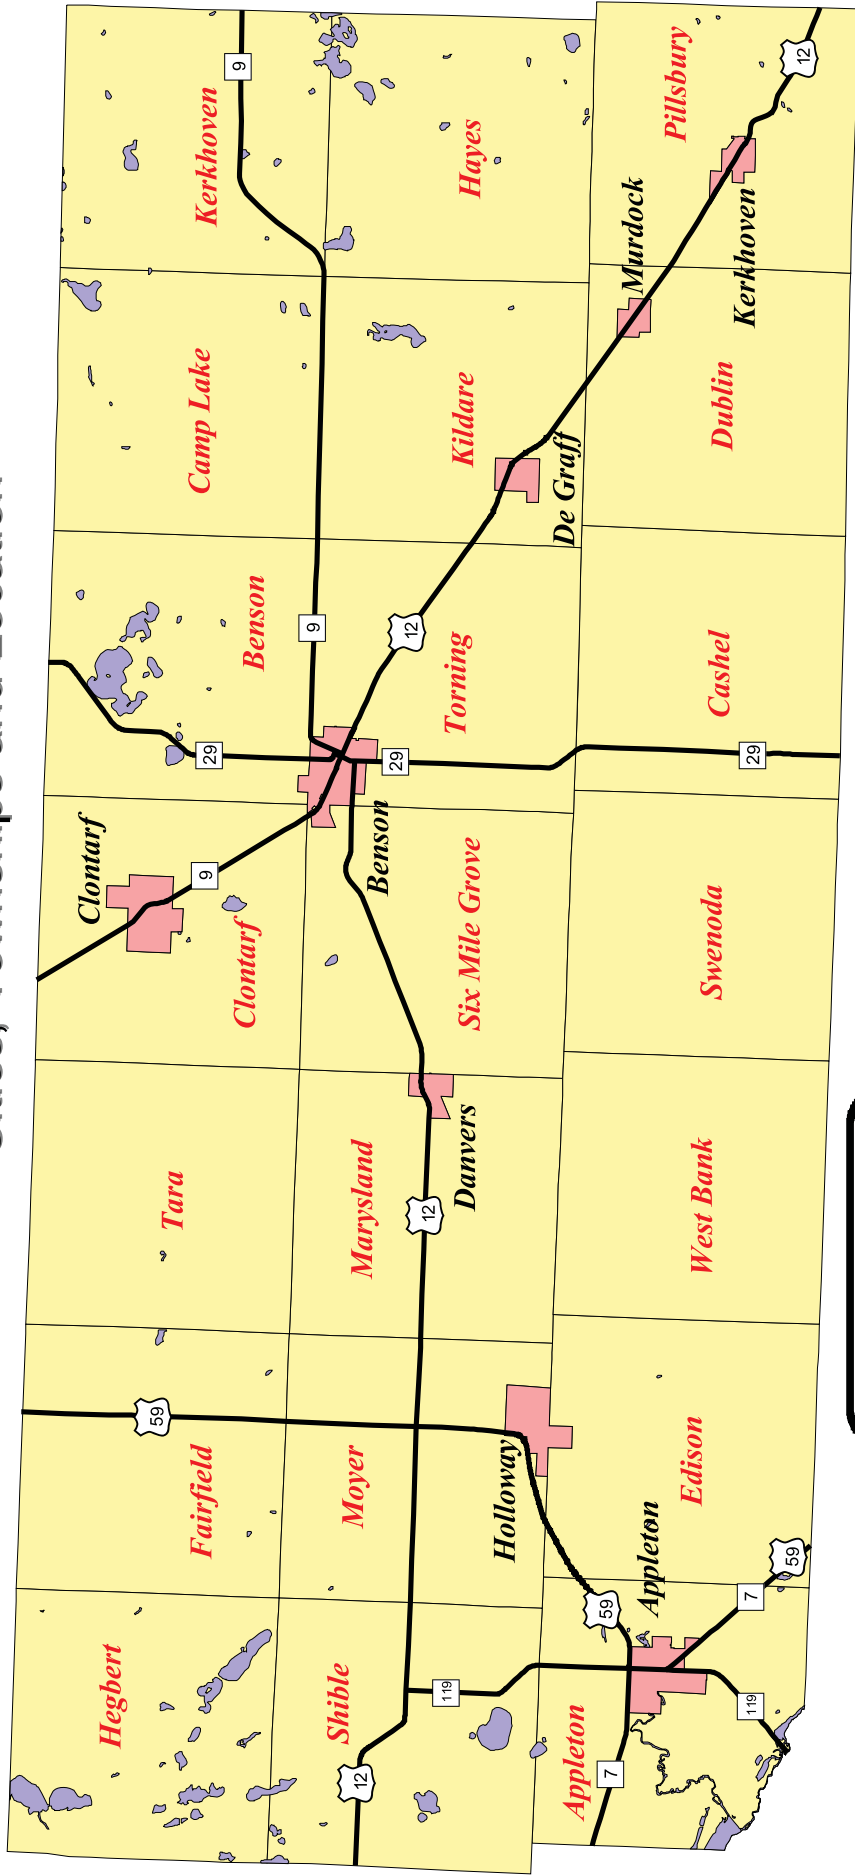 Hegbert
Fairfield
59
Tara
Clontarf
Clontarf
9
29
Benson
Camp Lake
Kerkhoven
9
12
Shible
Moyer
Marysland
12
Danvers
Six Mile Grove
Benson
29
9
12
Torning
Kildare
De Graff
Hayes
119
Holloway
Appleton
7
59
Appleton
119
7
59
Edison
West Bank
Swenoda
29
Cashel
Dublin
Murdock
Kerkhoven
Pillsbury
12